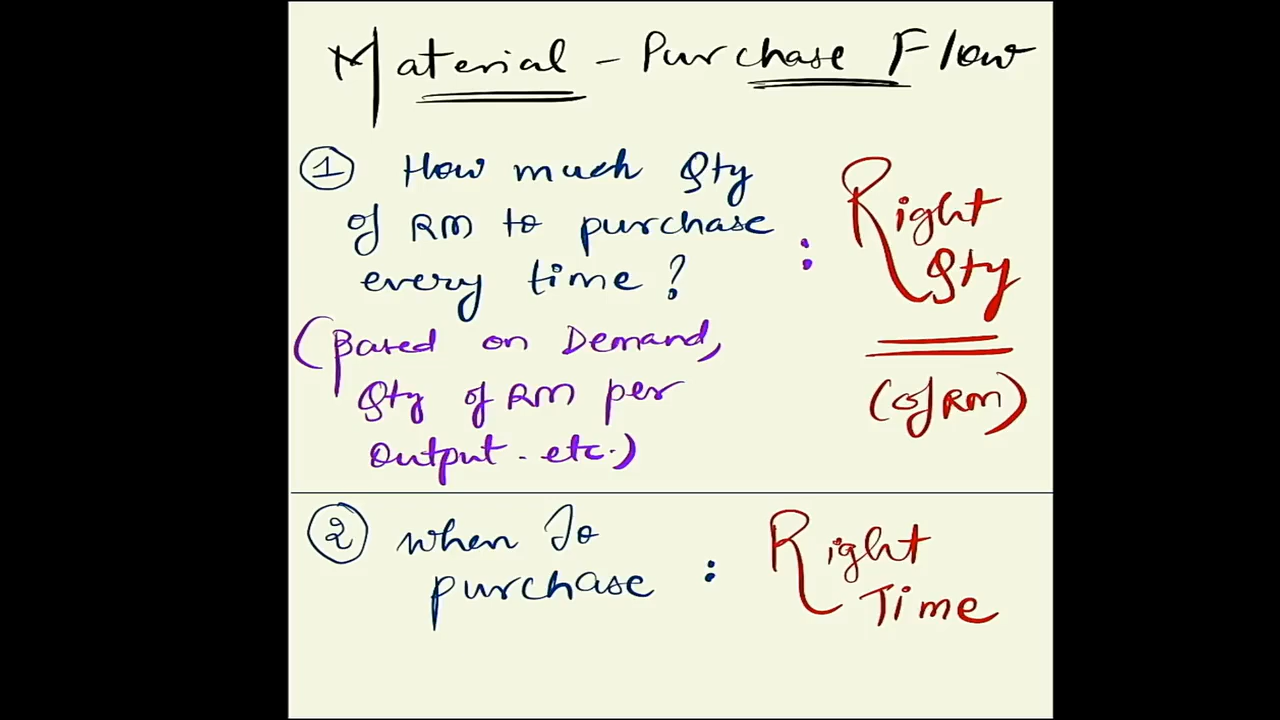 Material - Purchase Flow
1 How much Qty
of RM to purchase
every time ?
: Right
Qty
(of RM)
(Based on Demand,
Qty of RM per
output. etc.)
2 when To
purchase
: Right
Time